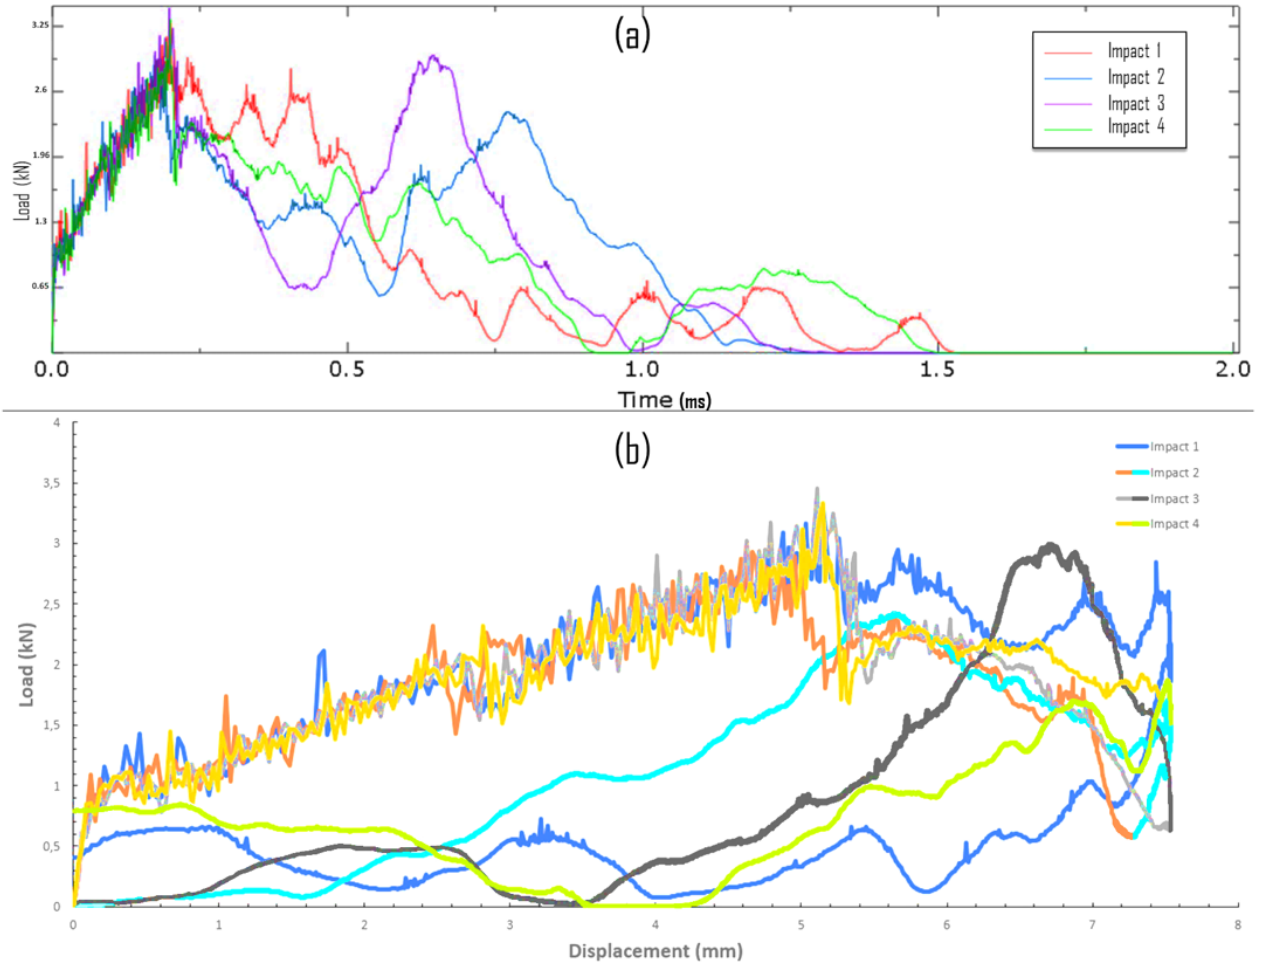 (a)
3.25
2.6
1.96
1.3
0.65
Load (kN)
Impact 1
Impact 2
Impact 3
Impact 4
0.0 0.5 1.0 1.5 2.0
Time (ms)
(b)
4
3,5
3
2,5
2
1,5
1
0,5
0
Load (kN)
Impact 1
Impact 2
Impact 3
Impact 4
0 1 2 3 4 5 6 7 8
Displacement (mm)